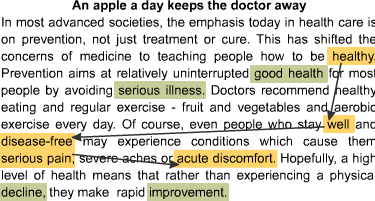 An apple a day keeps the doctor away
In most advanced societies, the emphasis today in health care is
on prevention, not just treatment or cure. This has shifted the
concerns of medicine to teaching people how to be healthy.
Prevention aims at relatively uninterrupted good health for most
people by avoiding serious illness. Doctors recommend healthy
eating and regular exercise - fruit and vegetables and aerobic
exercise every day. Of course, even people who stay well and
disease-free may experience conditions which cause them
serious pain, severe aches or acute discomfort. Hopefully, a high
level of health means that rather than experiencing a physical
decline, they make rapid improvement.